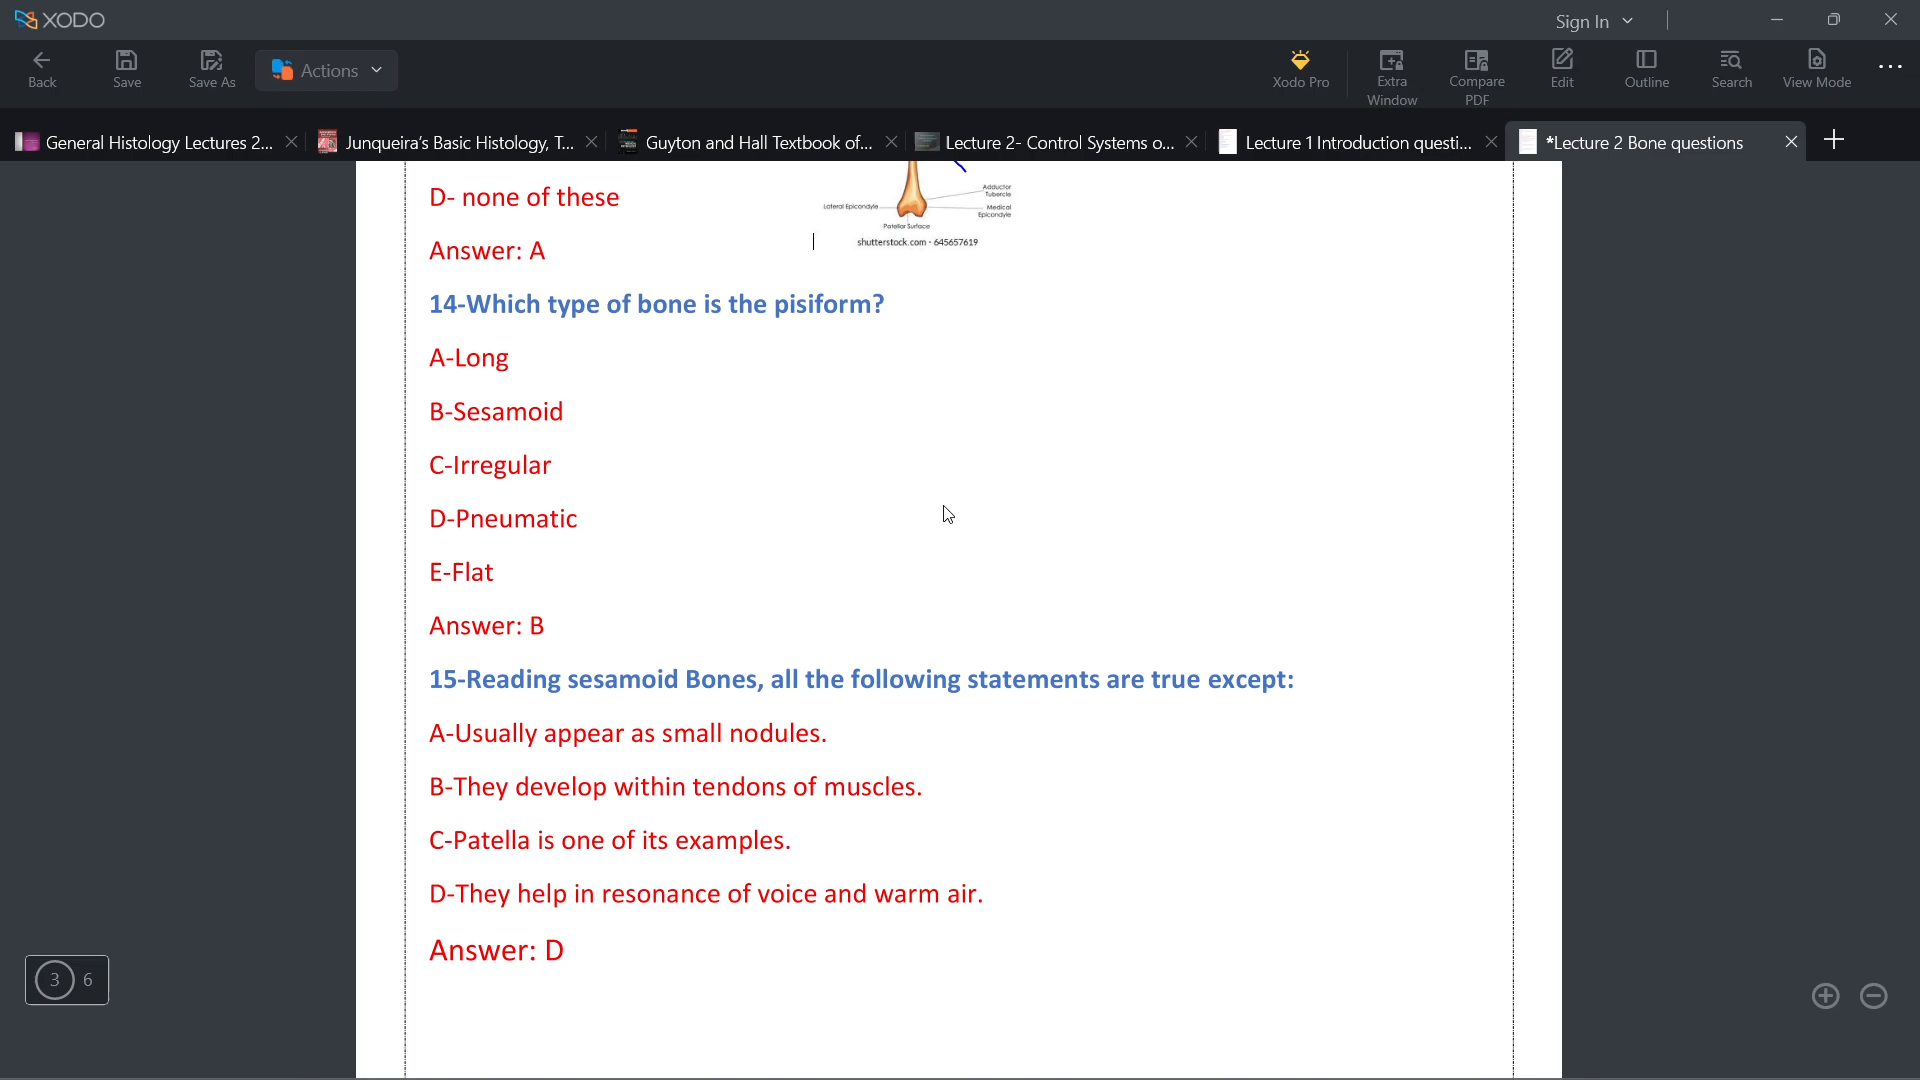 XODO
Sign In
Back
Save
Save As
Actions
Xodo Pro
Extra Window
Compare PDF
Edit
Outline
Search
View Mode
General Histology Lectures 2...
Junqueira's Basic Histology, T...
Guyton and Hall Textbook of...
Lecture 2- Control Systems o...
Lecture 1 Introduction questi...
*Lecture 2 Bone questions
D- none of these
Adductor Tubercle
Lateral Epicondyle
Medical Epicondyle
Patellar Surface
shutterstock.com · 645657619
Answer: A
14-Which type of bone is the pisiform?
A-Long
B-Sesamoid
C-Irregular
D-Pneumatic
E-Flat
Answer: B
15-Reading sesamoid Bones, all the following statements are true except:
A-Usually appear as small nodules.
B-They develop within tendons of muscles.
C-Patella is one of its examples.
D-They help in resonance of voice and warm air.
Answer: D
3 6